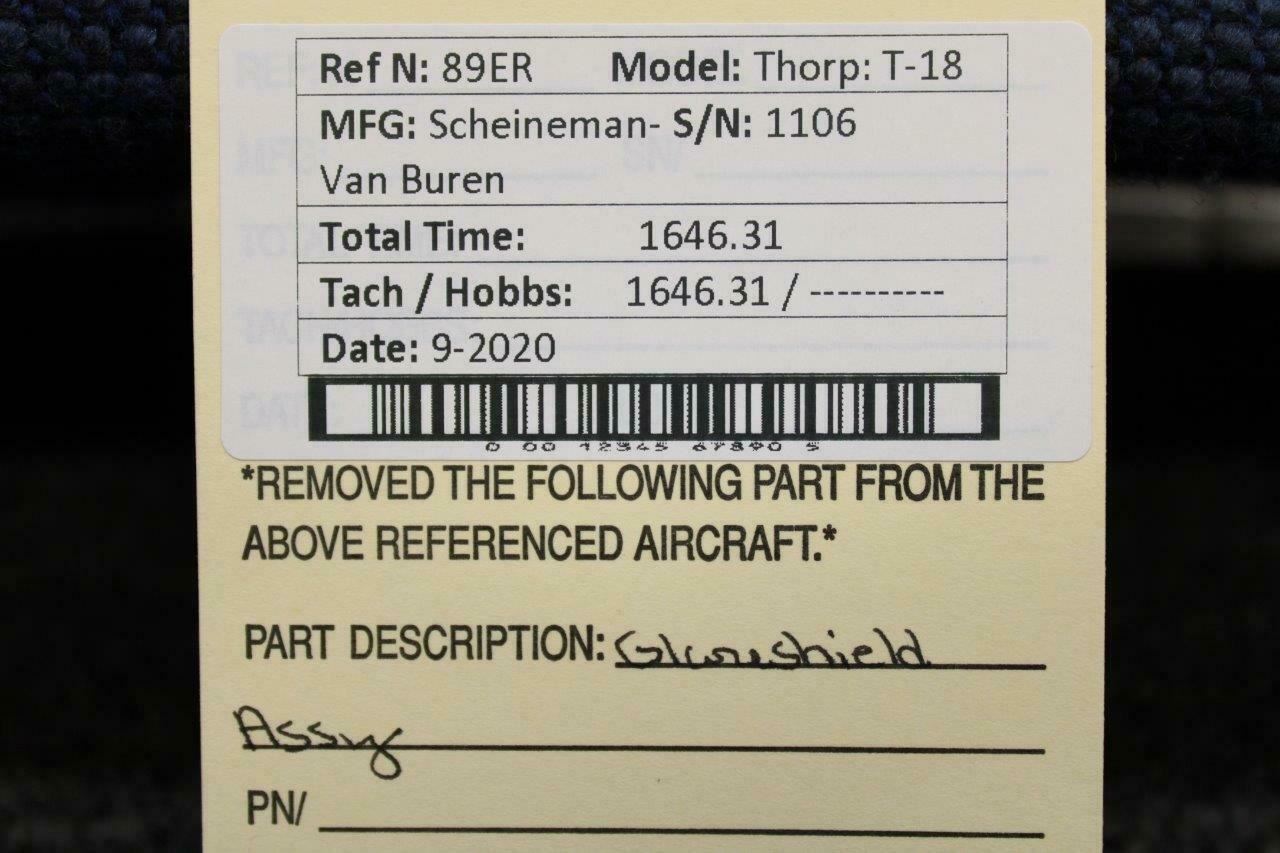 Ref N: 89ER Model: Thorp: T-18
MFG: Scheineman- S/N: 1106
Van Buren
Total Time: 1646.31
Tach / Hobbs: 1646.31 / ----------
Date: 9-2020
0 00 12345 67890 5
*REMOVED THE FOLLOWING PART FROM THE
ABOVE REFERENCED AIRCRAFT.*
PART DESCRIPTION: Glareshield
Assy
PN/